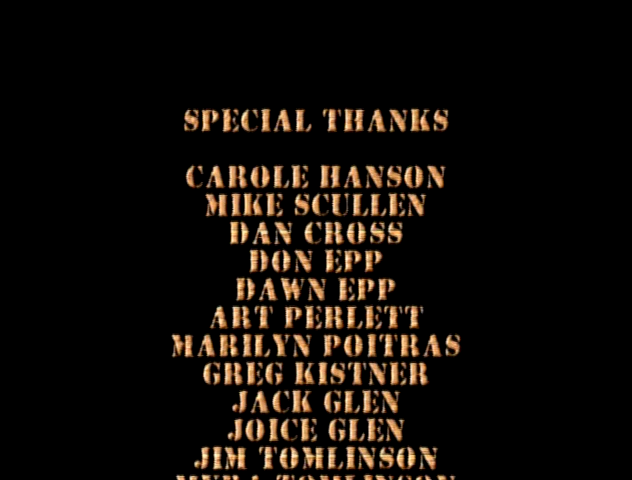 SPECIAL THANKS
CAROLE HANSON
MIKE SCULLEN
DAN CROSS
DON EPP
DAWN EPP
ART PERLETT
MARILYN POITRAS
GREG KISTNER
JACK GLEN
JOICE GLEN
JIM TOMLINSON
TOMLINSON